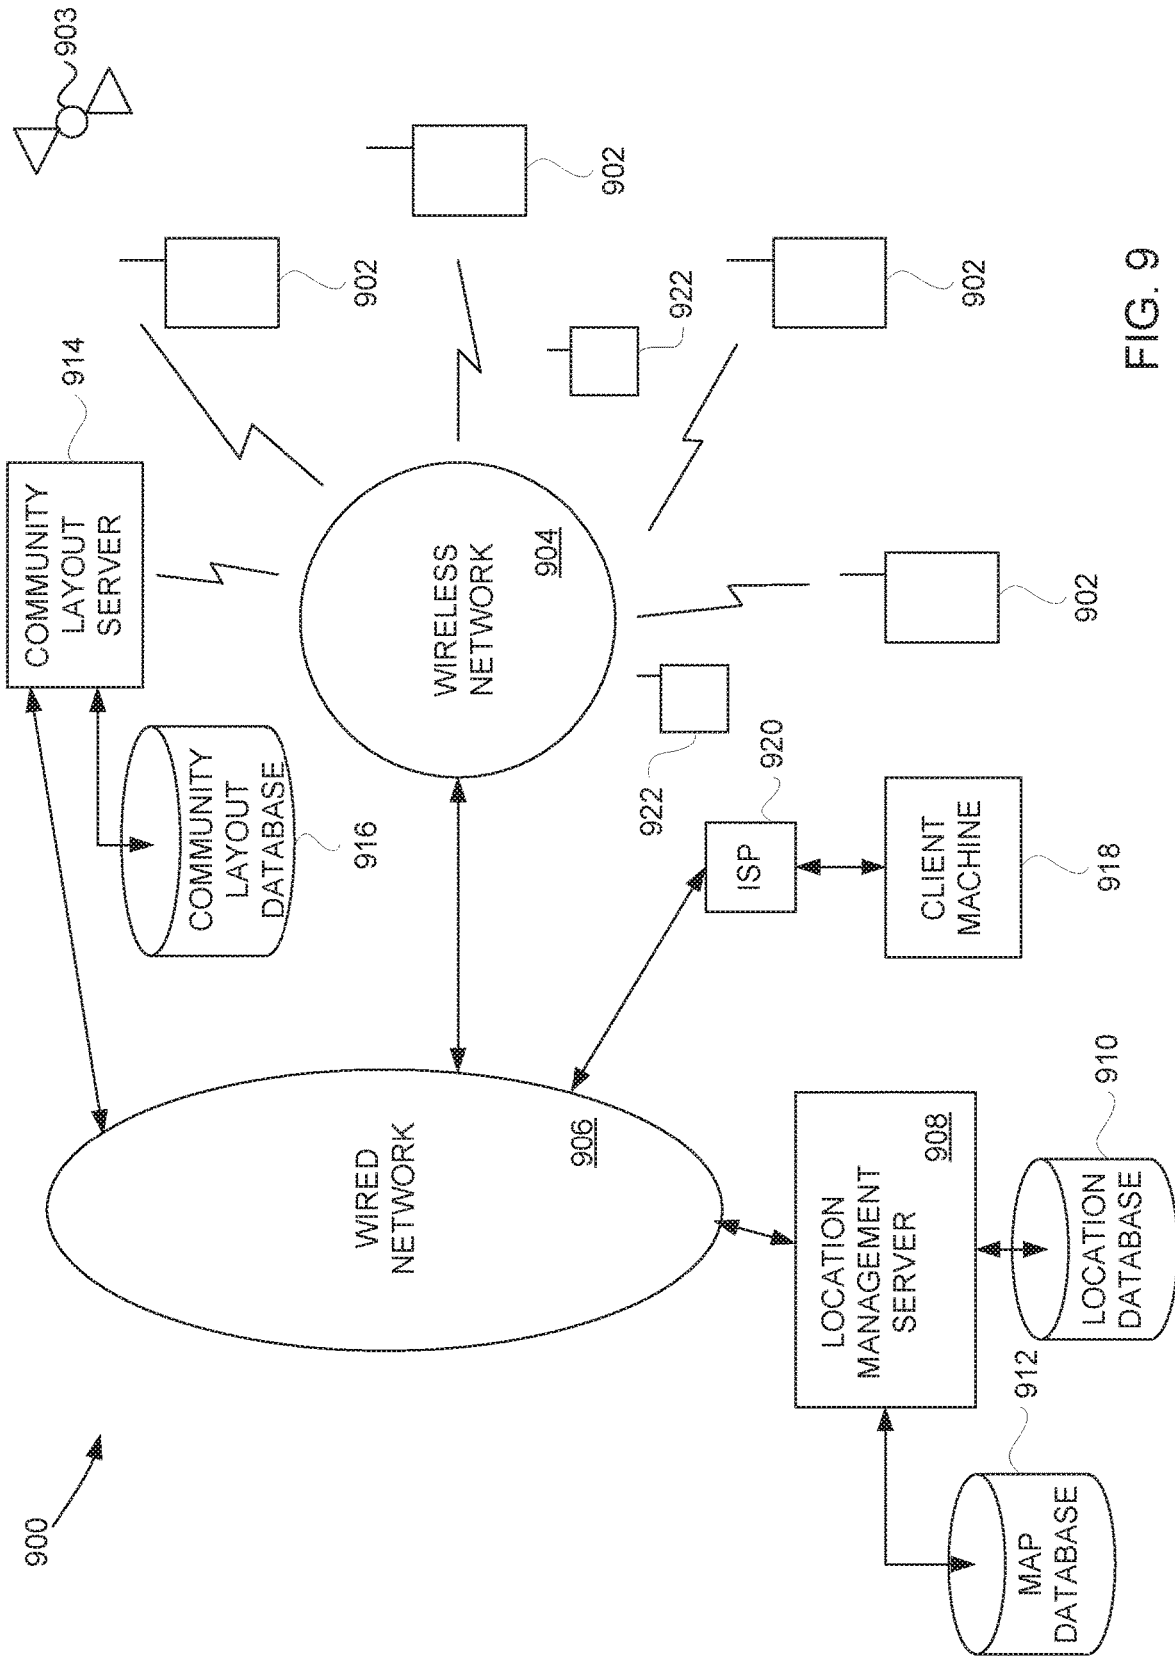 900
WIRED
NETWORK
906
COMMUNITY
LAYOUT
SERVER
914
COMMUNITY
LAYOUT
DATABASE
916
903
WIRELESS
NETWORK
904
902
902
902
902
922
922
ISP
920
CLIENT
MACHINE
918
LOCATION
MANAGEMENT
SERVER
908
LOCATION
DATABASE
910
MAP
DATABASE
912
FIG. 9